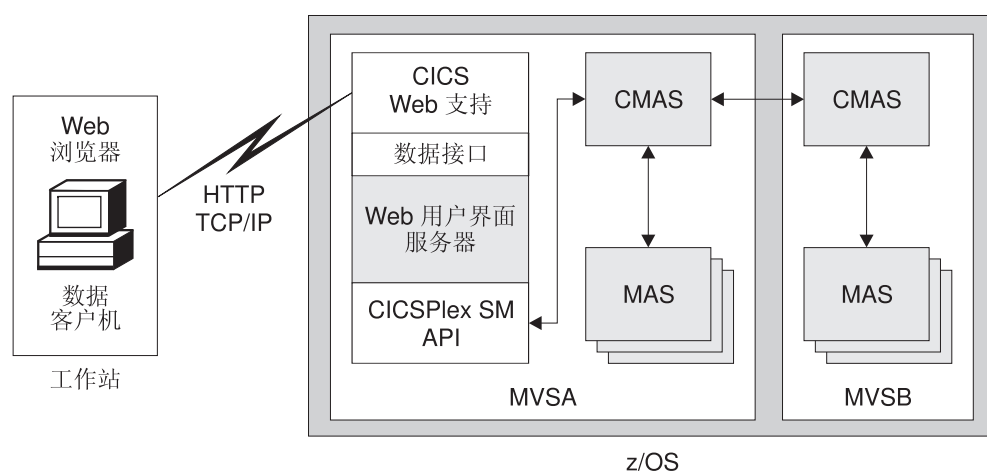 Web
浏览器
数据
客户机
工作站
HTTP
TCP/IP
CICS
Web 支持
数据接口
Web 用户界面
服务器
CICSPlex SM
API
CMAS
MAS
MVSA
CMAS
MAS
MVSB
z/OS